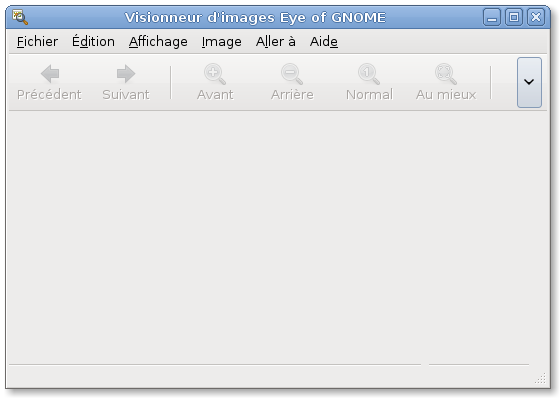 Visionneur d'images Eye of GNOME
Fichier Édition Affichage Image Aller à Aide
Précédent Suivant Avant Arrière Normal Au mieux